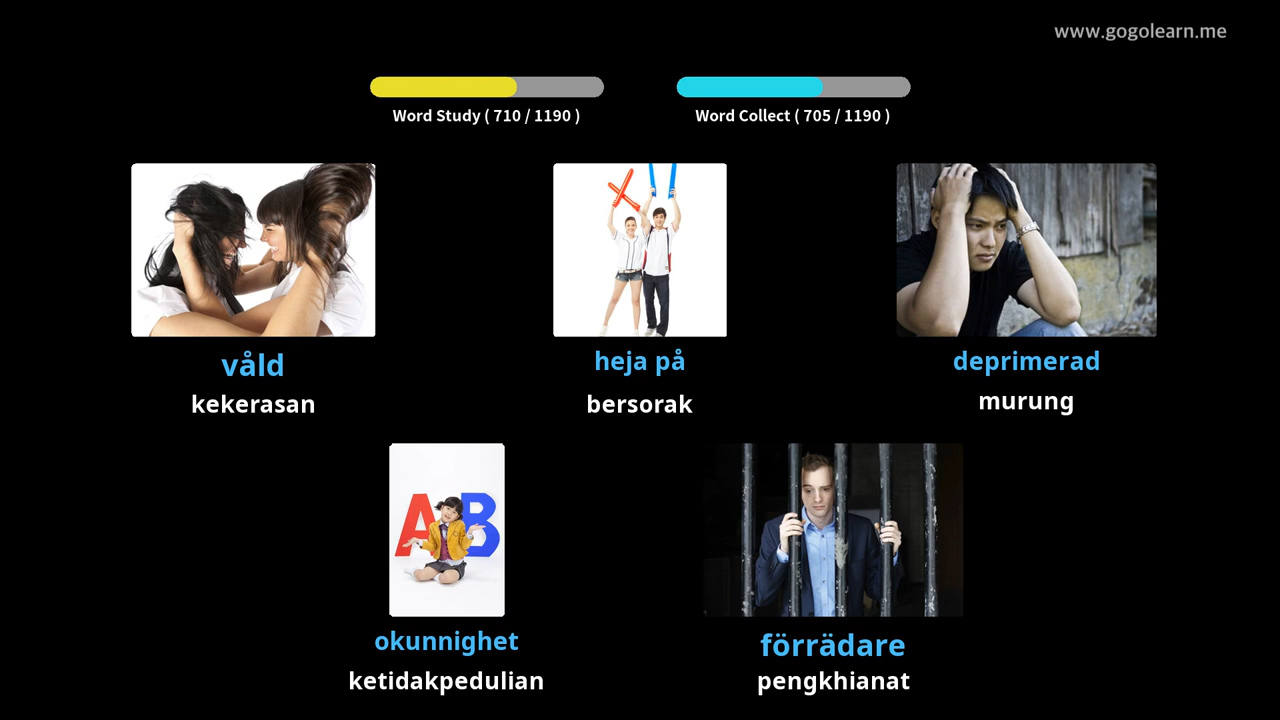 www.gogolearn.me
Word Study ( 710 / 1190 )
Word Collect ( 705 / 1190 )
våld
kekerasan
heja på
bersorak
deprimerad
murung
A B
okunnighet
ketidakpedulian
förrädare
pengkhianat